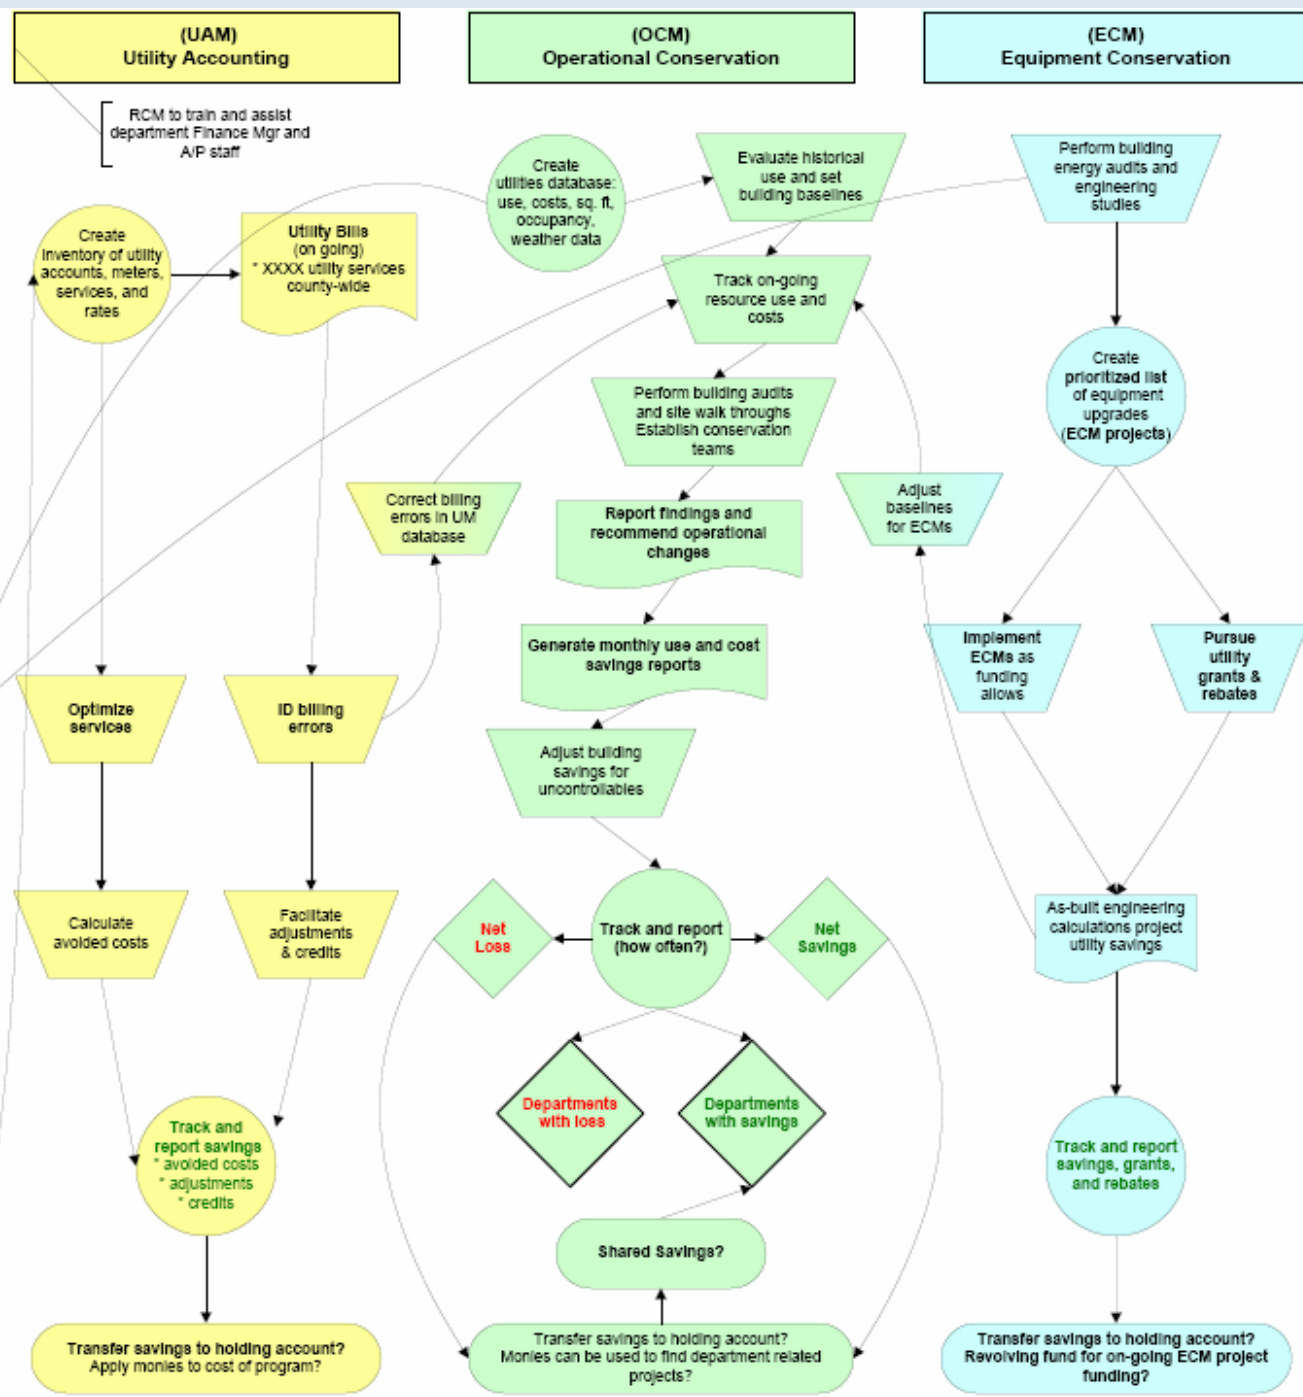 (UAM)
Utility Accounting
(OCM)
Operational Conservation
(ECM)
Equipment Conservation
RCM to train and assist
department Finance Mgr and
A/P staff
Create
inventory of utility
accounts, meters,
services, and
rates
Utility Bills
(on going)
* XXXX utility services
county-wide
Create
utilities database:
use, costs, sq. ft,
occupancy,
weather data
Evaluate historical
use and set
building baselines
Perform building
energy audits and
engineering
studies
Track on-going
resource use and
costs
Perform building audits
and site walk throughs
Establish conservation
teams
Create
prioritized list
of equipment
upgrades
(ECM projects)
Correct billing
errors in UM
database
Report findings and
recommend operational
changes
Adjust
baselines
for ECMs
Generate monthly use and cost
savings reports
Implement
ECMs as
funding
allows
Pursue
utility
grants &
rebates
Optimize
services
ID billing
errors
Adjust building
savings for
uncontrollables
Calculate
avoided costs
Facilitate
adjustments
& credits
Net
Loss
Track and report
(how often?)
Net
Savings
As-built engineering
calculations project
utility savings
Departments
with loss
Departments
with savings
Track and
report savings
* avoided costs
* adjustments
* credits
Track and report
savings, grants,
and rebates
Shared Savings?
Transfer savings to holding account?
Apply monies to cost of program?
Transfer savings to holding account?
Monies can be used to find department related
projects?
Transfer savings to holding account?
Revolving fund for on-going ECM project
funding?